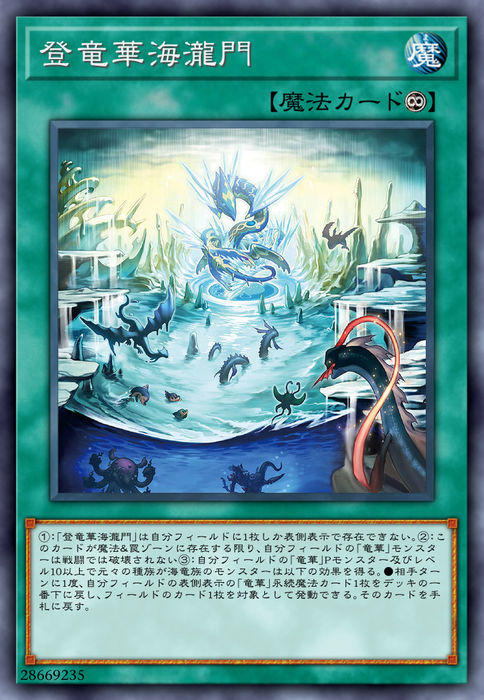 登竜華海瀧門
魔
【魔法カード】
①:「登竜華海瀧門」は自分フィールドに1枚しか表側表示で存在できない。②:こ
のカードが魔法&罠ゾーンに存在する限り、自分フィールドの「竜華」モンスタ
ーは戦闘では破壊されない③:自分フィールドの「竜華」Pモンスター及びレベ
ル10以上で元々の種族が海竜族のモンスターは以下の効果を得る。●相手ター
ンに1度、自分フィールドの表側表示の「竜華」永続魔法カード1枚をデッキの一
番下に戻し、フィールドのカード1枚を対象として発動できる。そのカードを手
札に戻す。
28669235